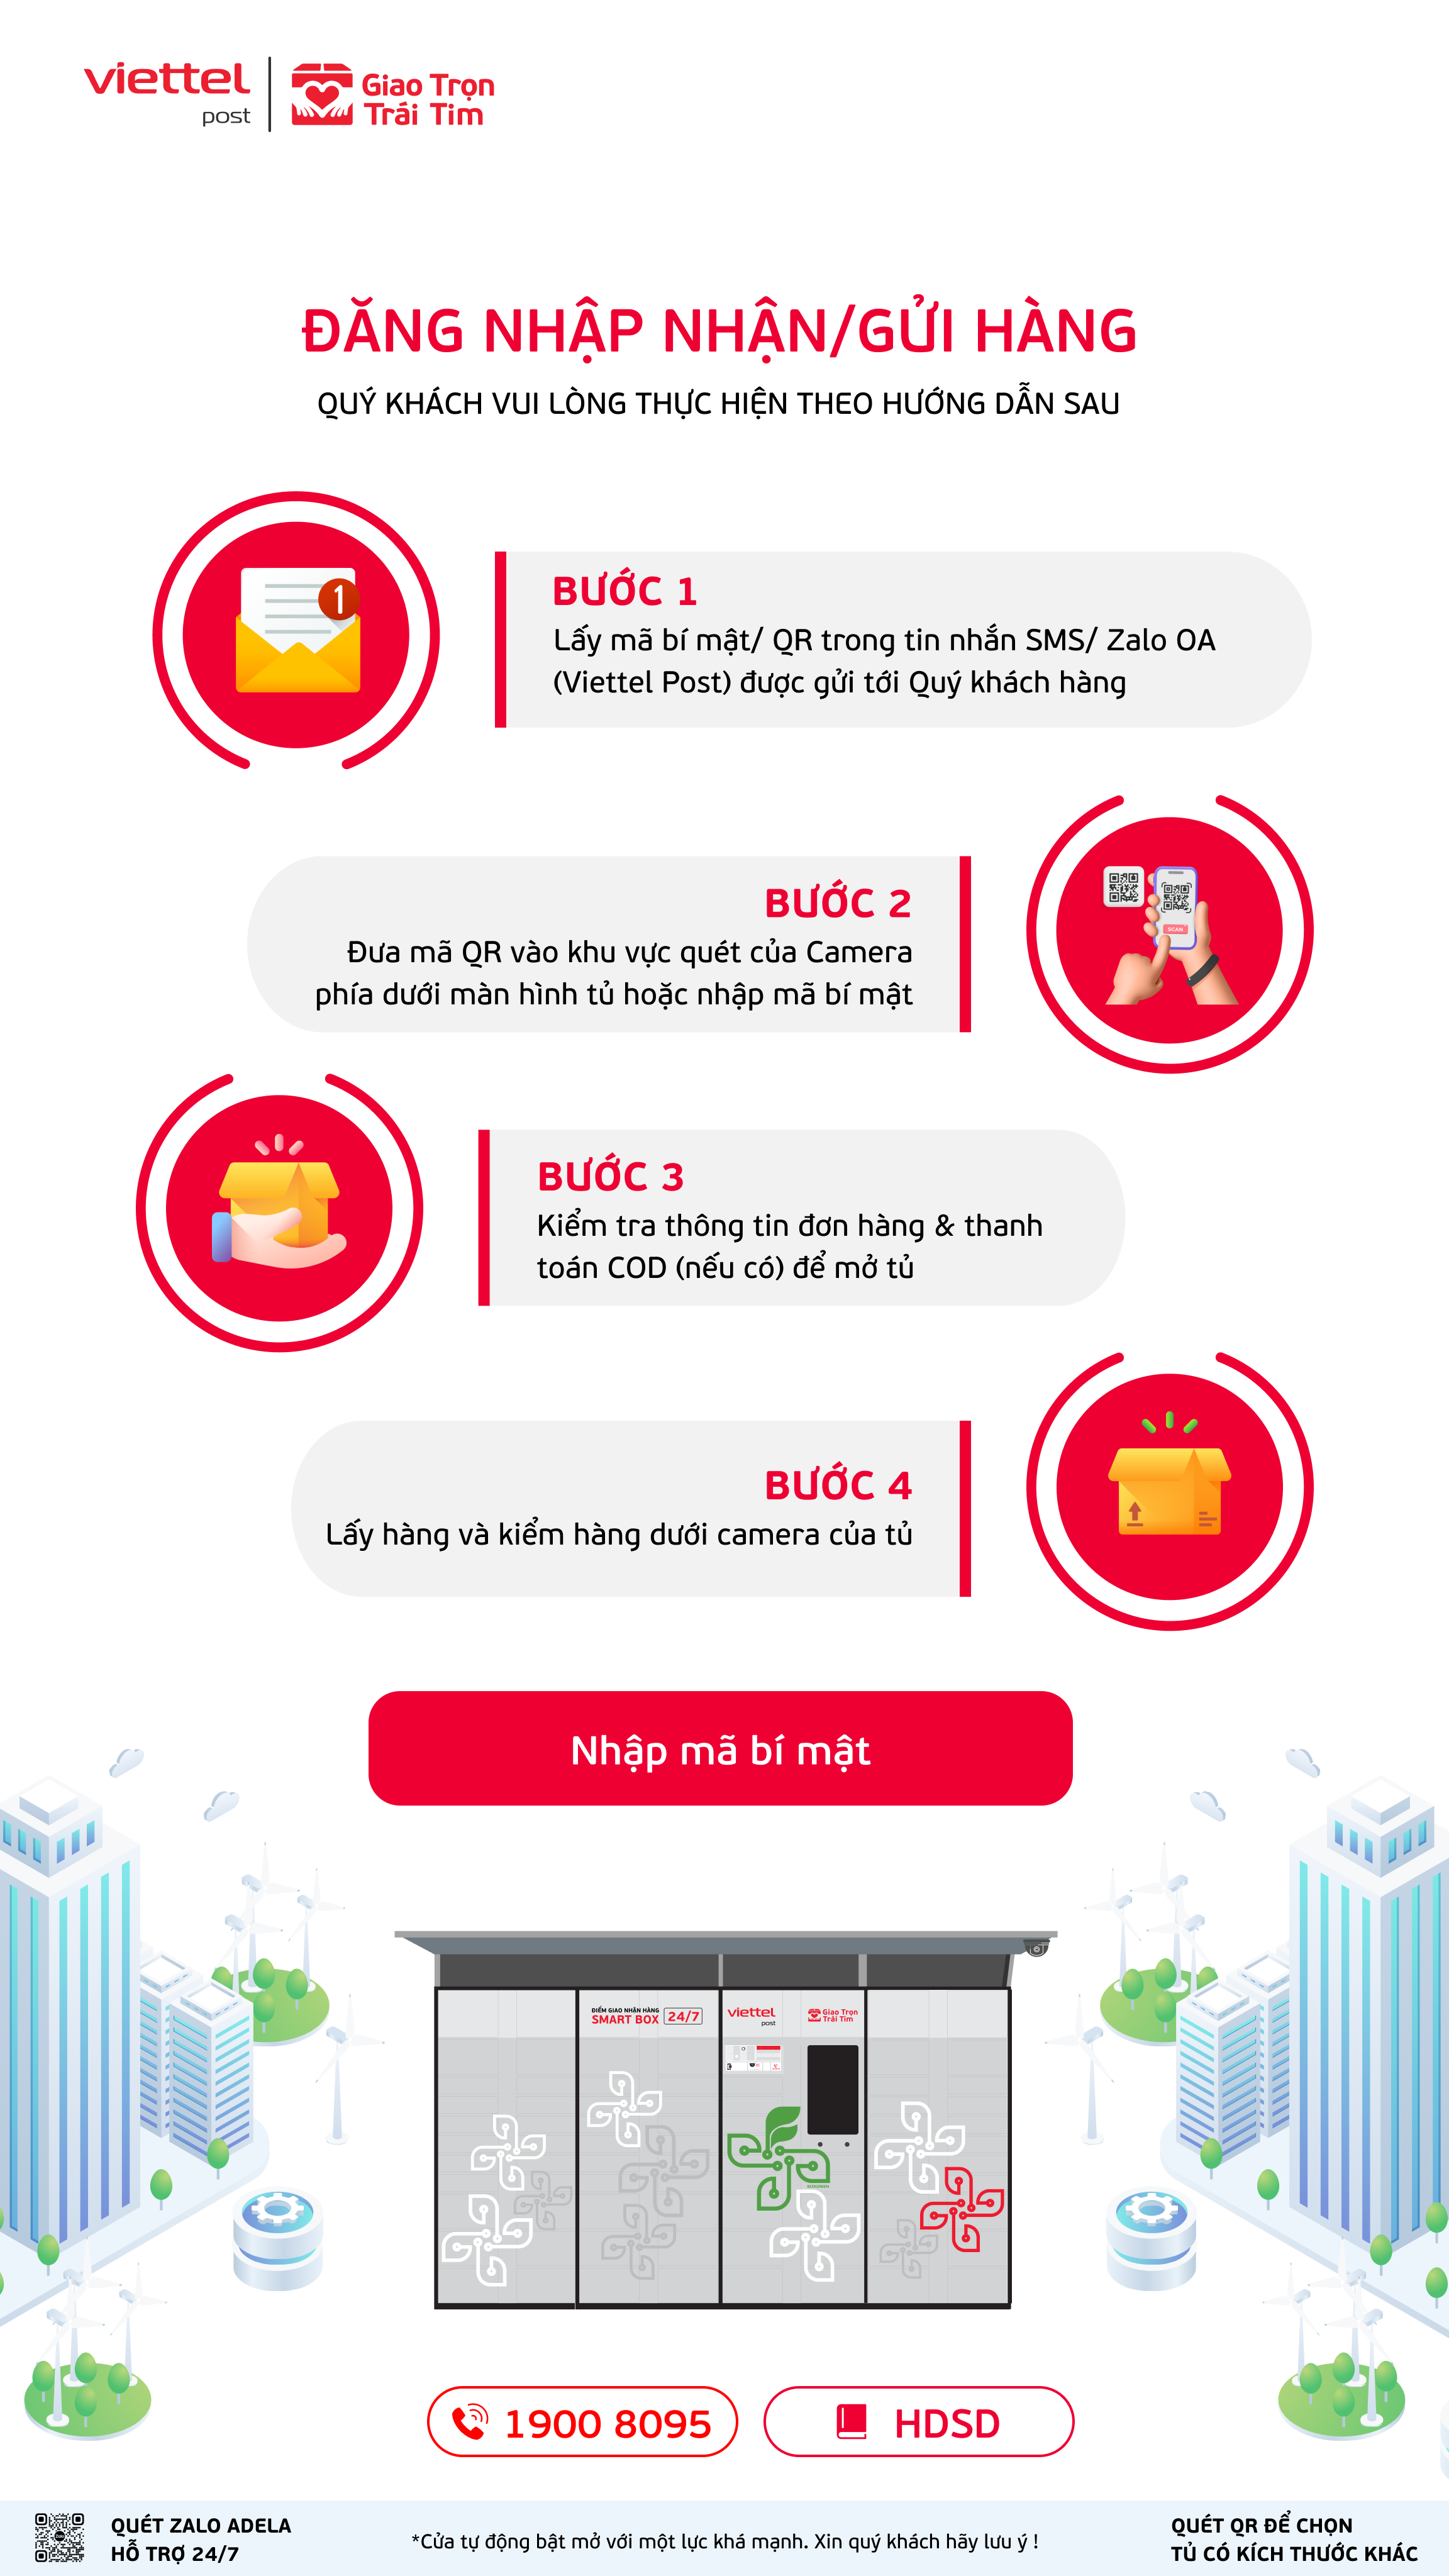 viettel
post
Giao Trọn
Trái Tim
ĐĂNG NHẬP NHẬN/GỬI HÀNG
QUÝ KHÁCH VUI LÒNG THỰC HIỆN THEO HƯỚNG DẪN SAU
1
BƯỚC 1
Lấy mã bí mật/ QR trong tin nhắn SMS/ Zalo OA
(Viettel Post) được gửi tới Quý khách hàng
BƯỚC 2
Đưa mã QR vào khu vực quét của Camera
phía dưới màn hình tủ hoặc nhập mã bí mật
SCAN
BƯỚC 3
Kiểm tra thông tin đơn hàng & thanh
toán COD (nếu có) để mở tủ
BƯỚC 4
Lấy hàng và kiểm hàng dưới camera của tủ
Nhập mã bí mật
ĐIỂM GIAO NHẬN HÀNG
SMART BOX 24/7
viettel
post
Giao Trọn
Trái Tim
1900 8095
HDSD
QUÉT ZALO ADELA
HỖ TRỢ 24/7
*Cửa tự động bật mở với một lực khá mạnh. Xin quý khách hãy lưu ý !
QUÉT QR ĐỂ CHỌN
TỦ CÓ KÍCH THƯỚC KHÁC